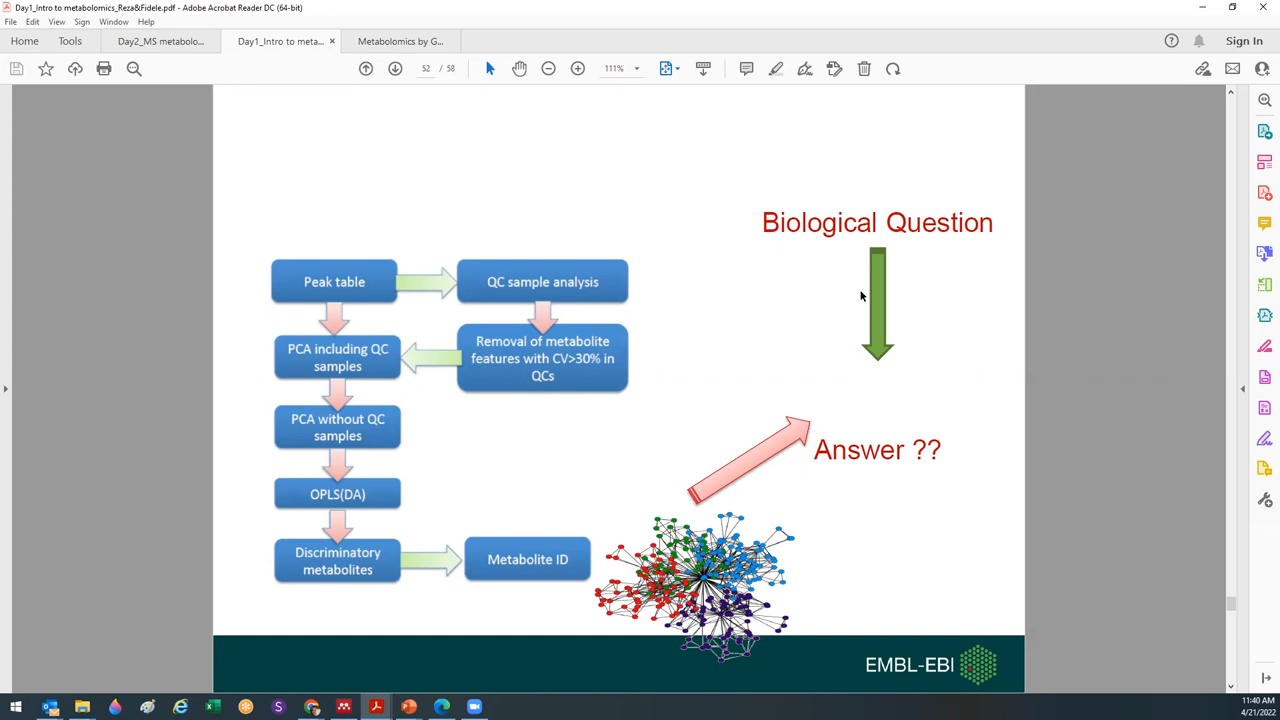 Day1_Intro to metabolomics_Reza&Fidele.pdf - Adobe Acrobat Reader DC (64-bit)
File Edit View Sign Window Help
Home Tools Day2_MS metabolo... Day1_Intro to meta... × Metabolomics by G... Sign In
52 / 58 111%
Biological Question
Peak table
QC sample analysis
PCA including QC
samples
Removal of metabolite
features with CV>30% in
QCs
PCA without QC
samples
Answer ??
OPLS(DA)
Discriminatory
metabolites
Metabolite ID
EMBL-EBI
11:40 AM
4/21/2022